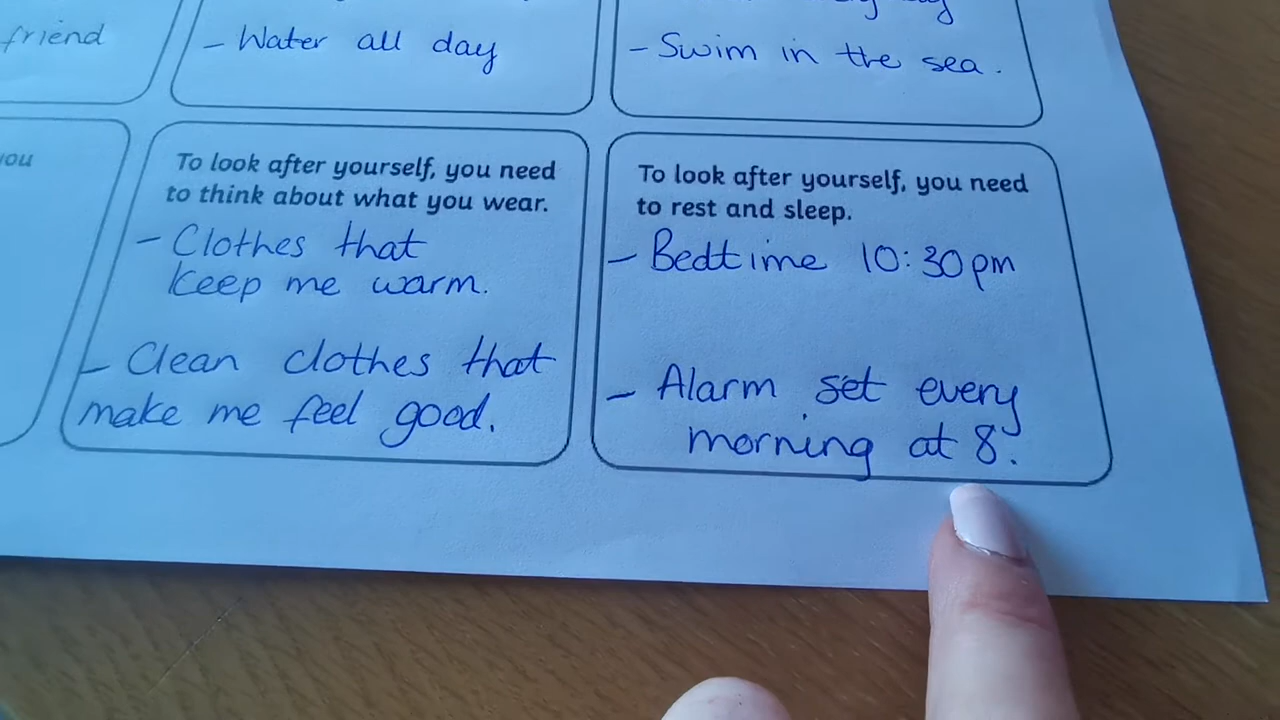 friend
- Water all day
- Swim in the sea.
you
To look after yourself, you need
to think about what you wear.
- Clothes that
keep me warm.
- Clean clothes that
make me feel good.
To look after yourself, you need
to rest and sleep.
- Bedtime 10:30pm
- Alarm set every
morning at 8.